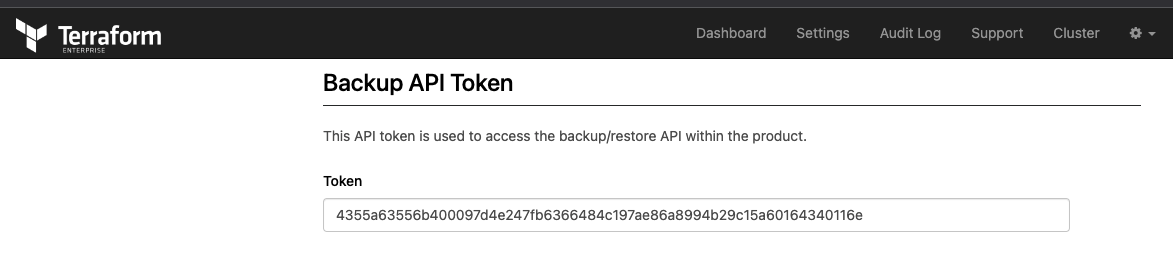 Terraform
ENTERPRISE
Dashboard Settings Audit Log Support Cluster
Backup API Token
This API token is used to access the backup/restore API within the product.
Token
4355a63556b400097d4e247fb6366484c197ae86a8994b29c15a60164340116e